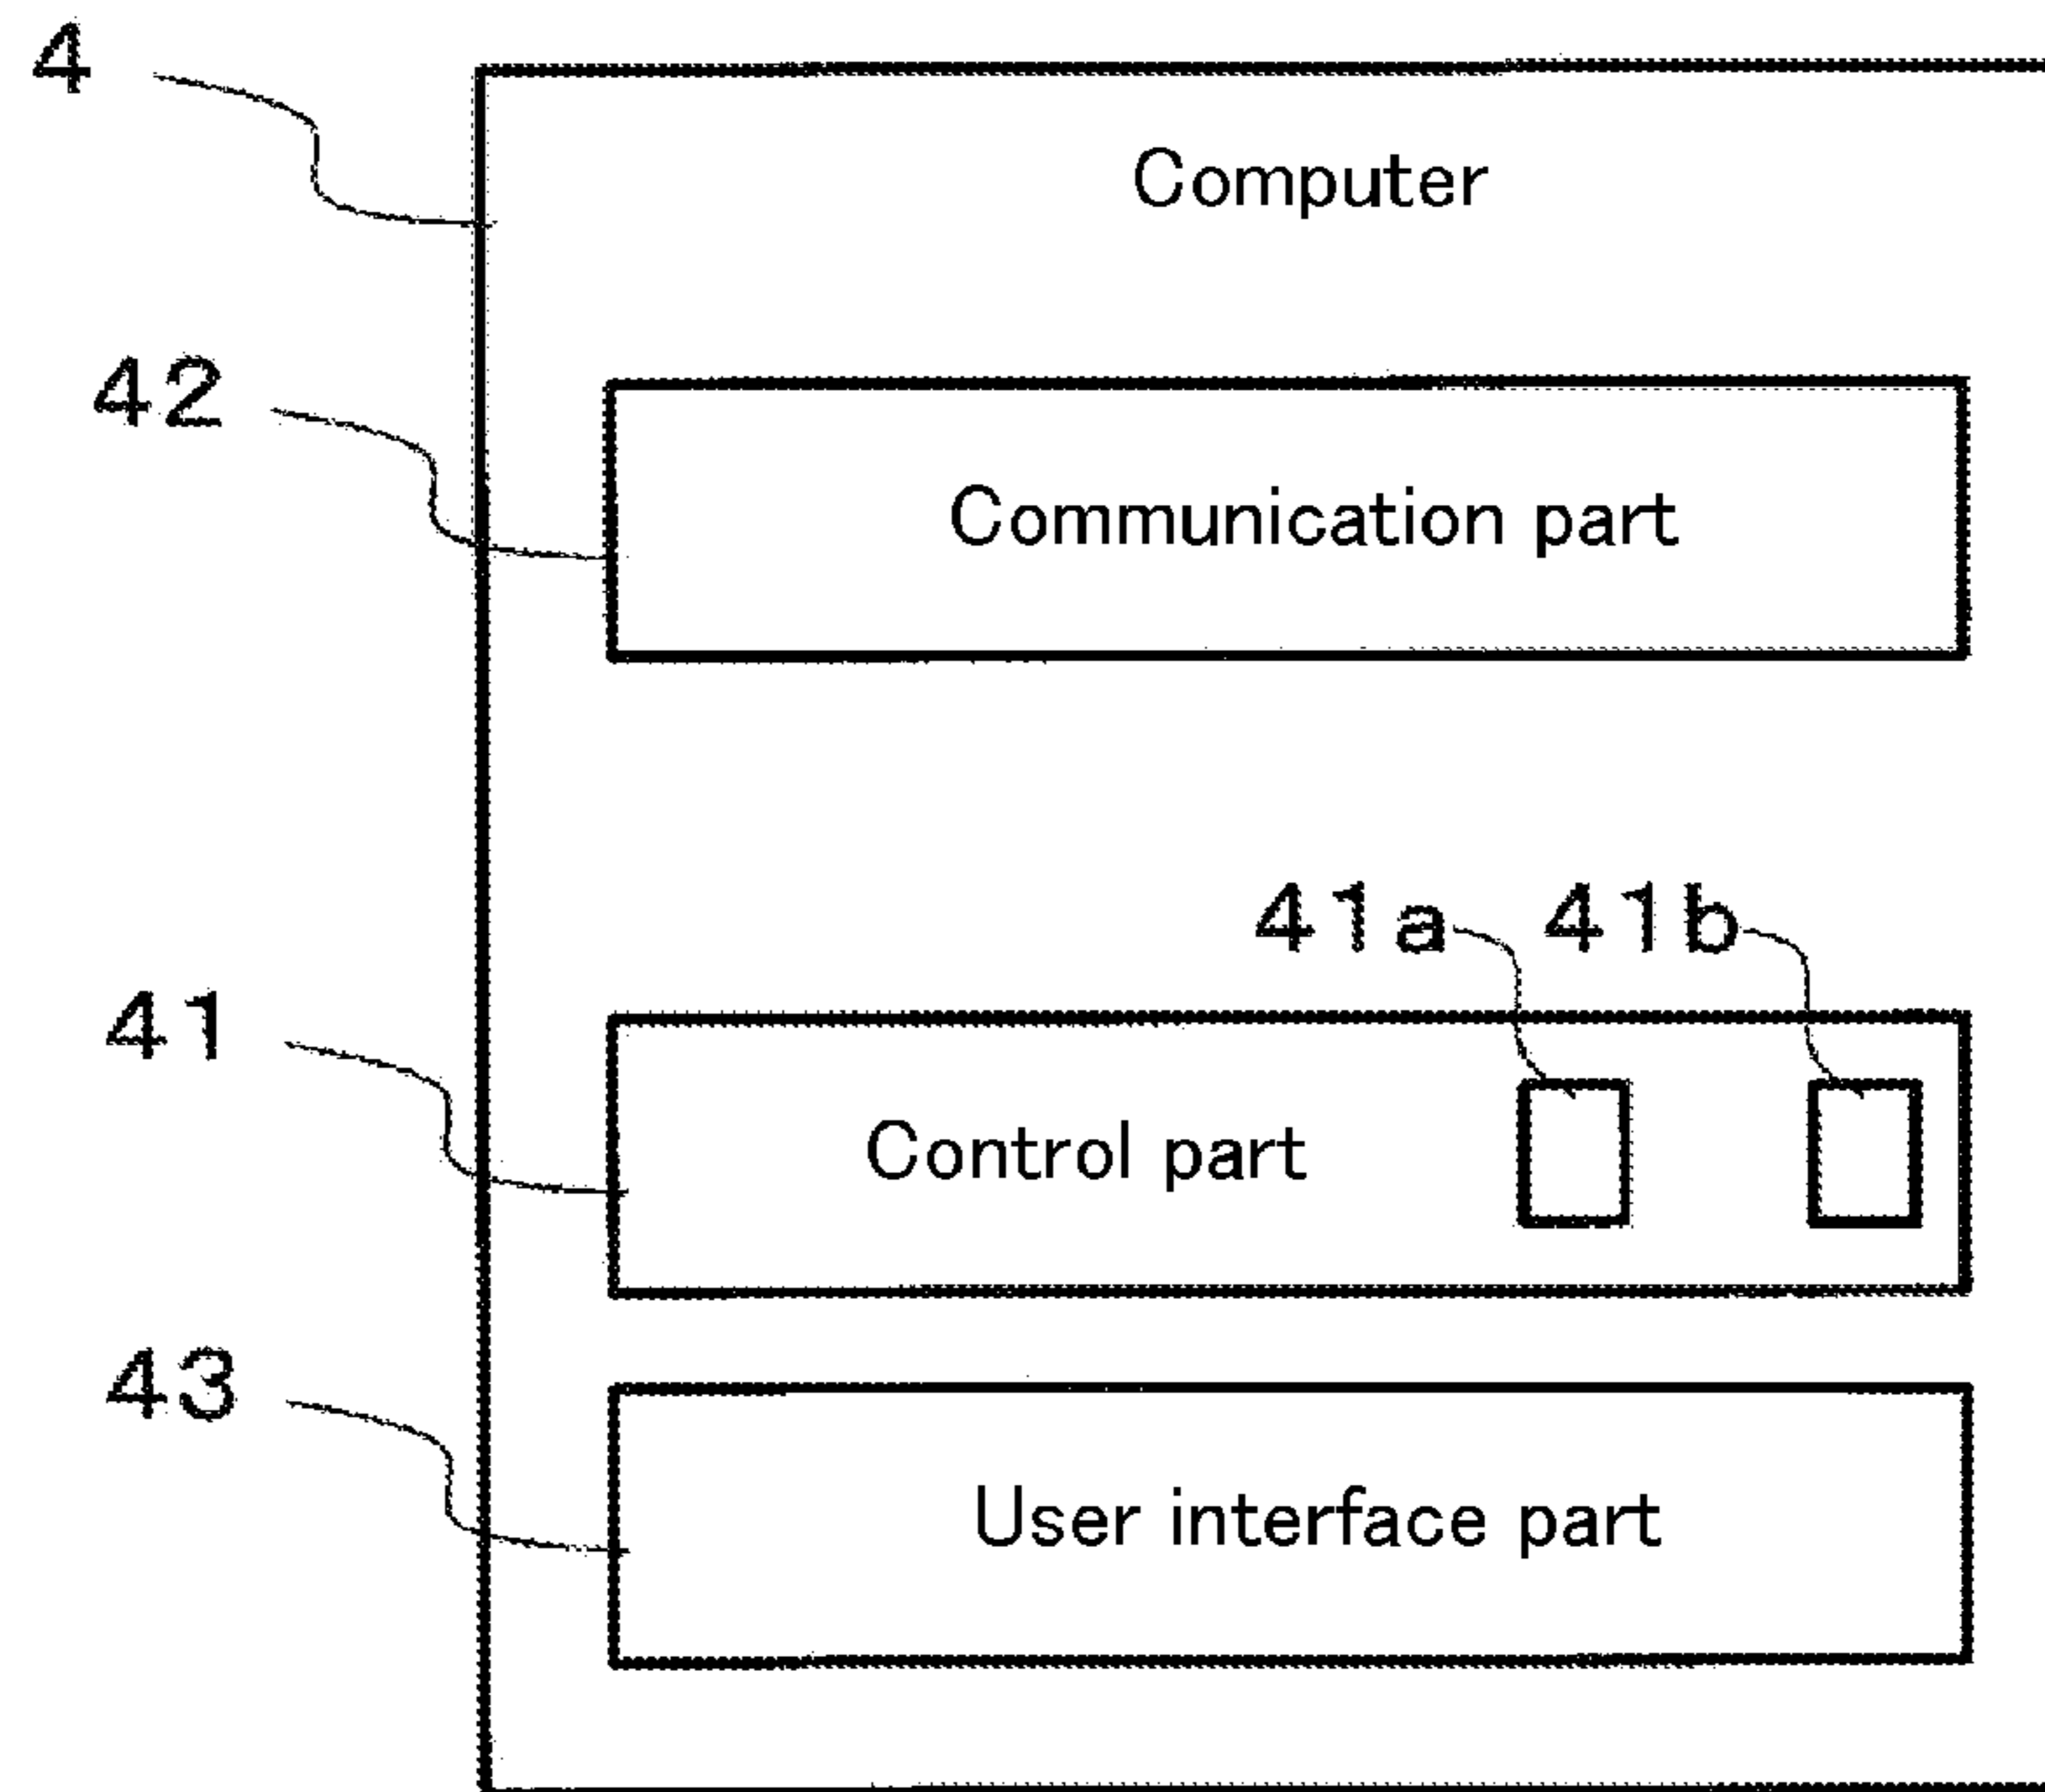 4
Computer
42
Communication part
41a 41b
41
Control part
43
User interface part